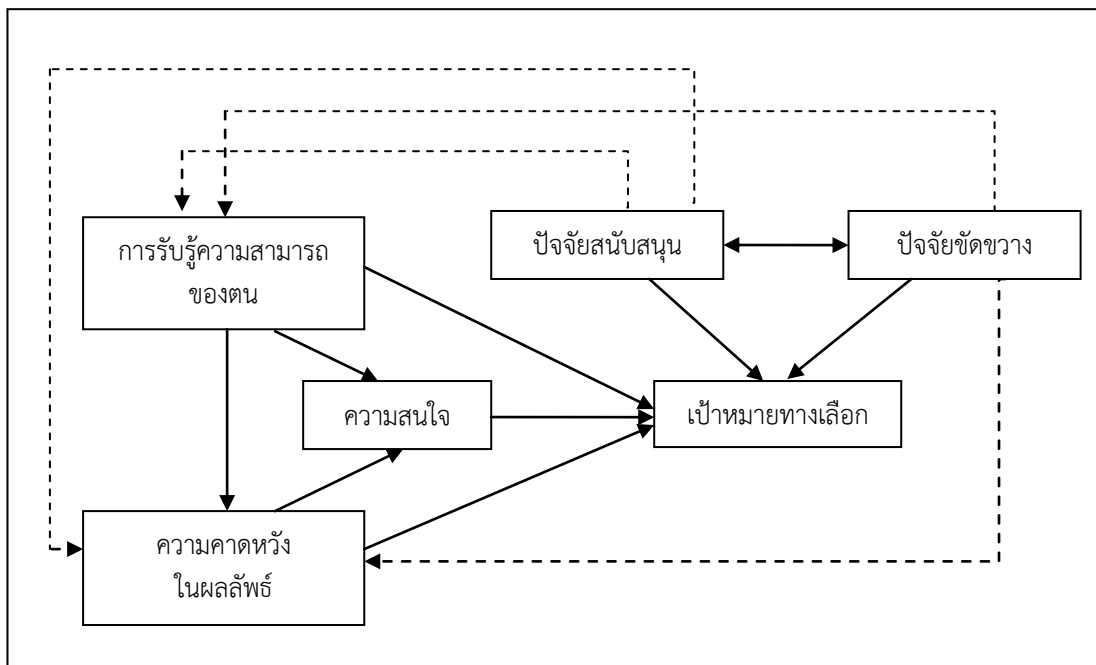 การรับรู้ความสามารถ
ของตน
ปัจจัยสนับสนุน
ปัจจัยขัดขวาง
ความสนใจ
เป้าหมายทางเลือก
ความคาดหวัง
ในผลลัพธ์